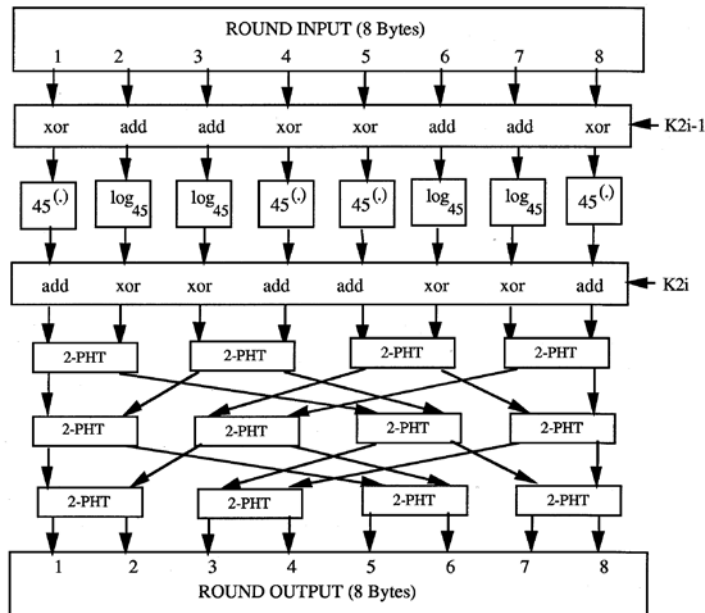 ROUND INPUT (8 Bytes)
1 2 3 4 5 6 7 8
xor add add xor xor add add xor K2i-1
45(.) log45 log45 45(.) 45(.) log45 log45 45(.)
add xor xor add add xor xor add K2i
2-PHT 2-PHT 2-PHT 2-PHT
2-PHT 2-PHT 2-PHT 2-PHT
2-PHT 2-PHT 2-PHT 2-PHT
1 2 3 4 5 6 7 8
ROUND OUTPUT (8 Bytes)